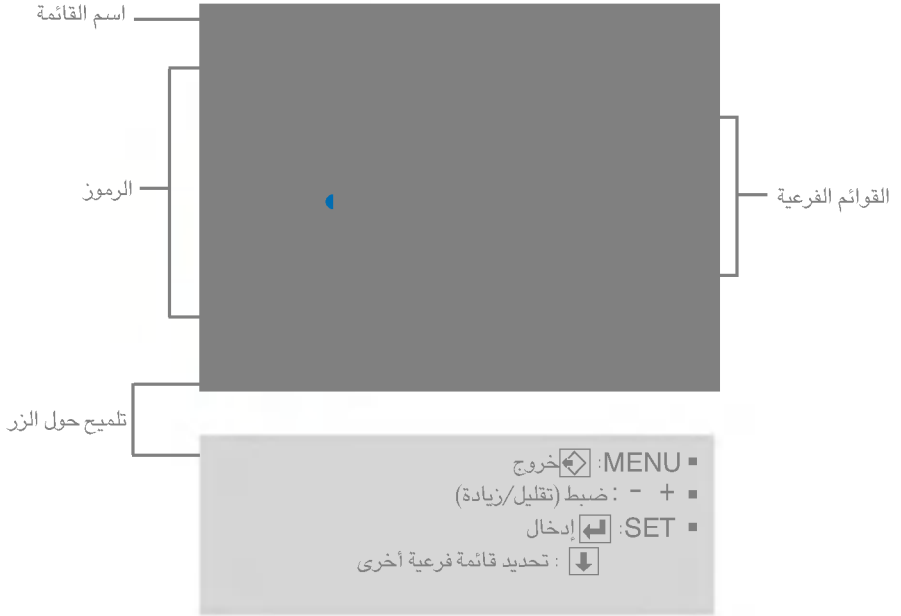 اسم القائمة
الرموز
القوائم الفرعية
تلميح حول الزر
▪ MENU: خروج
▪ + - : ضبط (تقليل/زيادة)
▪ SET: إدخال
: تحديد قائمة فرعية أخرى